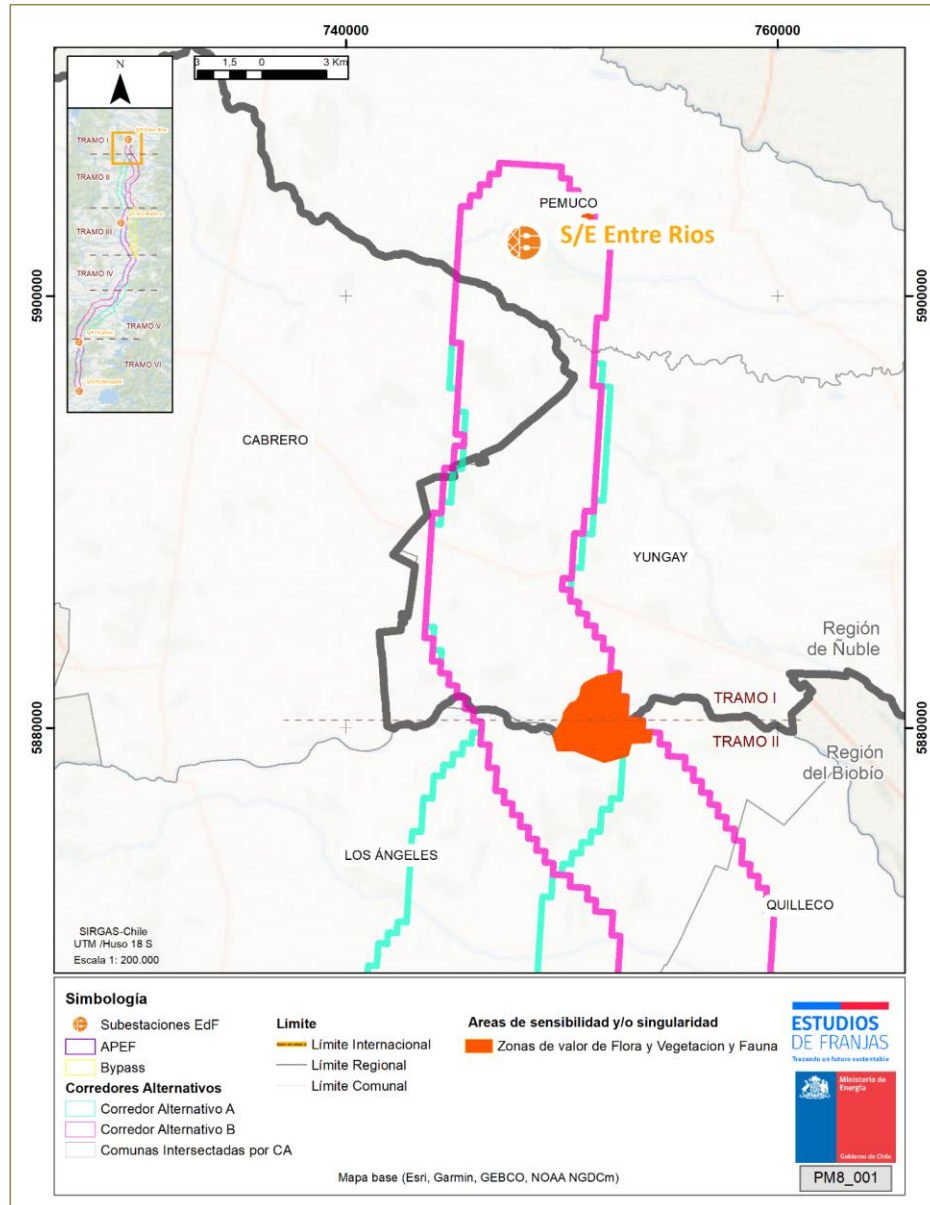 740000
760000
3 1,5 0 3 Km
N
S/E Entre Rios
TRAMO I
TRAMO II
TRAMO III
TRAMO IV
TRAMO V
TRAMO VI
PEMUCO
S/E Entre Rios
5900000
5900000
CABRERO
YUNGAY
Región
de Ñuble
TRAMO I
TRAMO II
5880000
5880000
Región
del Biobío
LOS ÁNGELES
QUILLECO
SIRGAS-Chile
UTM /Huso 18 S
Escala 1: 200.000
Simbología
Subestaciones EdF
APEF
Bypass
Corredores Alternativos
Corredor Alternativo A
Corredor Alternativo B
Comunas Intersectadas por CA
Límite
Límite Internacional
Límite Regional
Límite Comunal
Areas de sensibilidad y/o singularidad
Zonas de valor de Flora y Vegetacion y Fauna
Mapa base (Esri, Garmin, GEBCO, NOAA NGDCm)
ESTUDIOS
DE FRANJAS
Trazando un futuro sustentable
Ministerio de
Energía
Gobierno de Chile
PM8_001